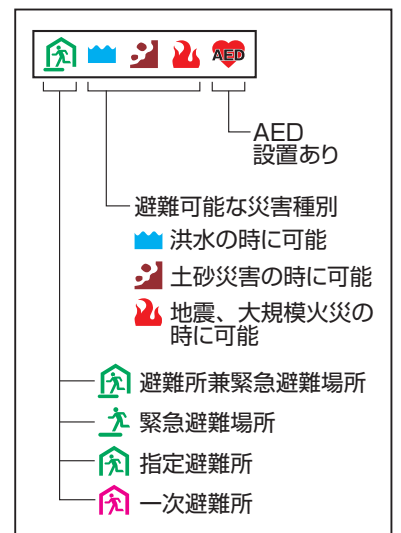 AED
AED
設置あり
避難可能な災害種別
洪水の時に可能
土砂災害の時に可能
地震、大規模火災の
時に可能
避難所兼緊急避難場所
緊急避難場所
指定避難所
一次避難所